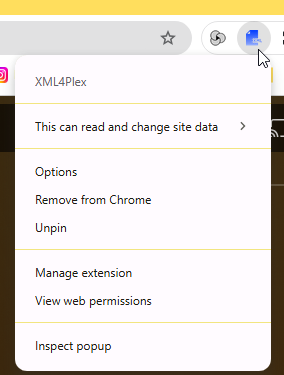 XML4Plex
This can read and change site data
Options
Remove from Chrome
Unpin
Manage extension
View web permissions
Inspect popup